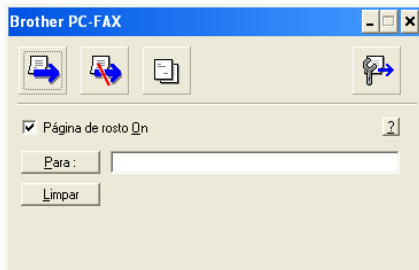 Brother PC-FAX
Página de rosto On
?
Para :
Limpar